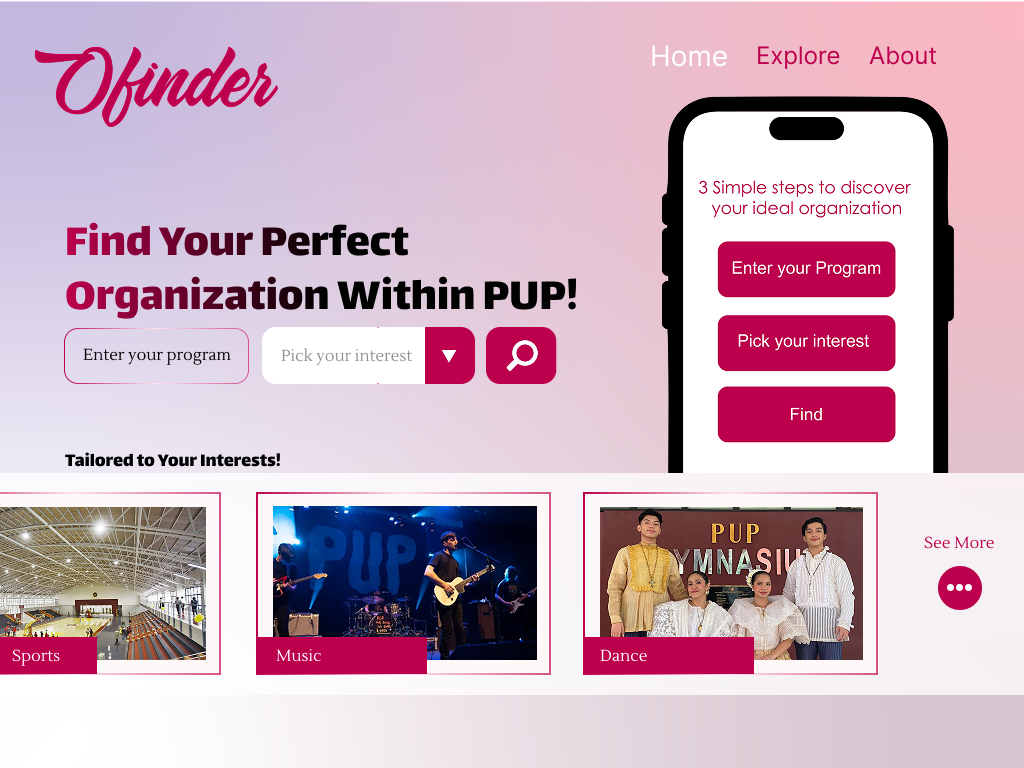 Ofinder
Home Explore About
3 Simple steps to discover
your ideal organization
Enter your Program
Pick your interest
Find
Find Your Perfect
Organization Within PUP!
Enter your program
Pick your interest
Tailored to Your Interests!
Sports
PUP
Music
PUP
GYMNASIU
Dance
See More